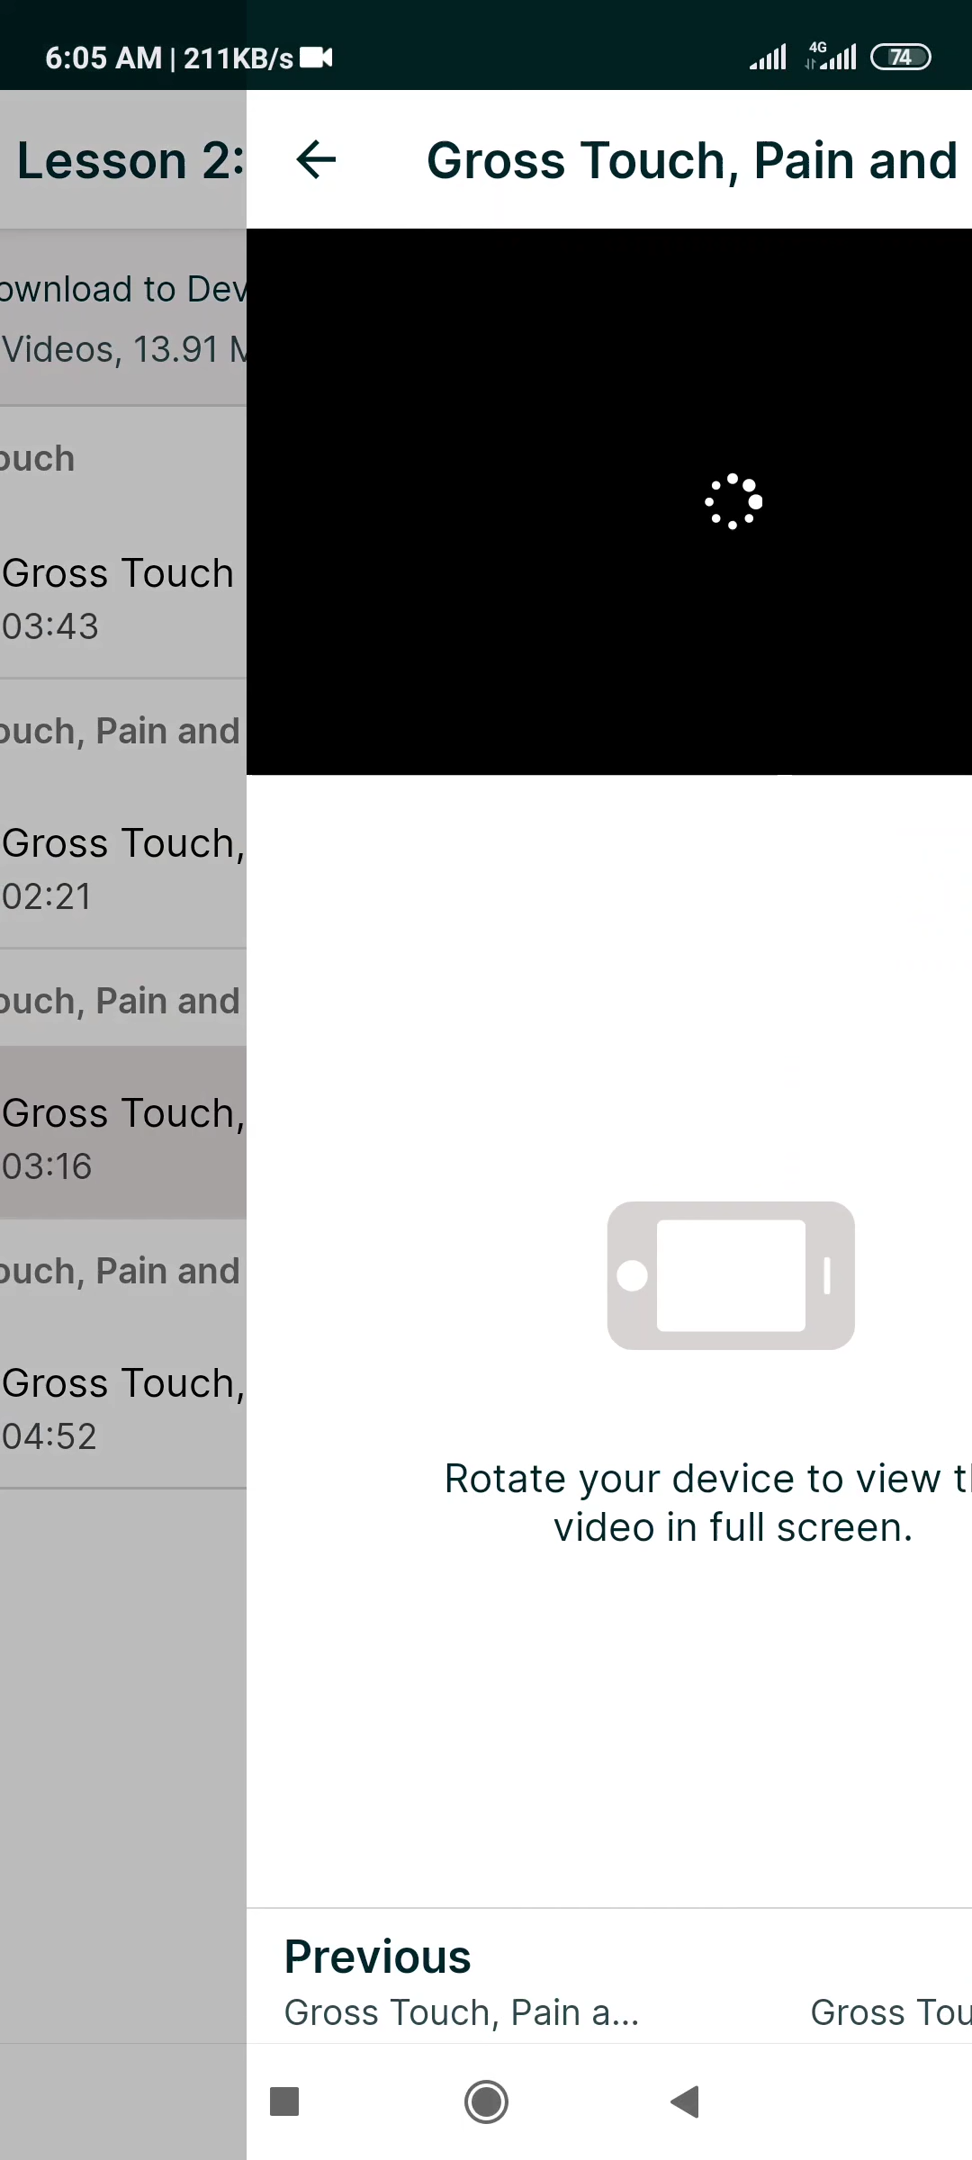 6:05 AM | 211KB/s
4G
74
Lesson 2:
Gross Touch, Pain and
ownload to Dev
Videos, 13.91 M
ouch
Gross Touch
03:43
ouch, Pain and
Gross Touch,
02:21
ouch, Pain and
Gross Touch,
03:16
ouch, Pain and
Gross Touch,
04:52
Rotate your device to view th
video in full screen.
Previous
Gross Touch, Pain a...
Gross Tou